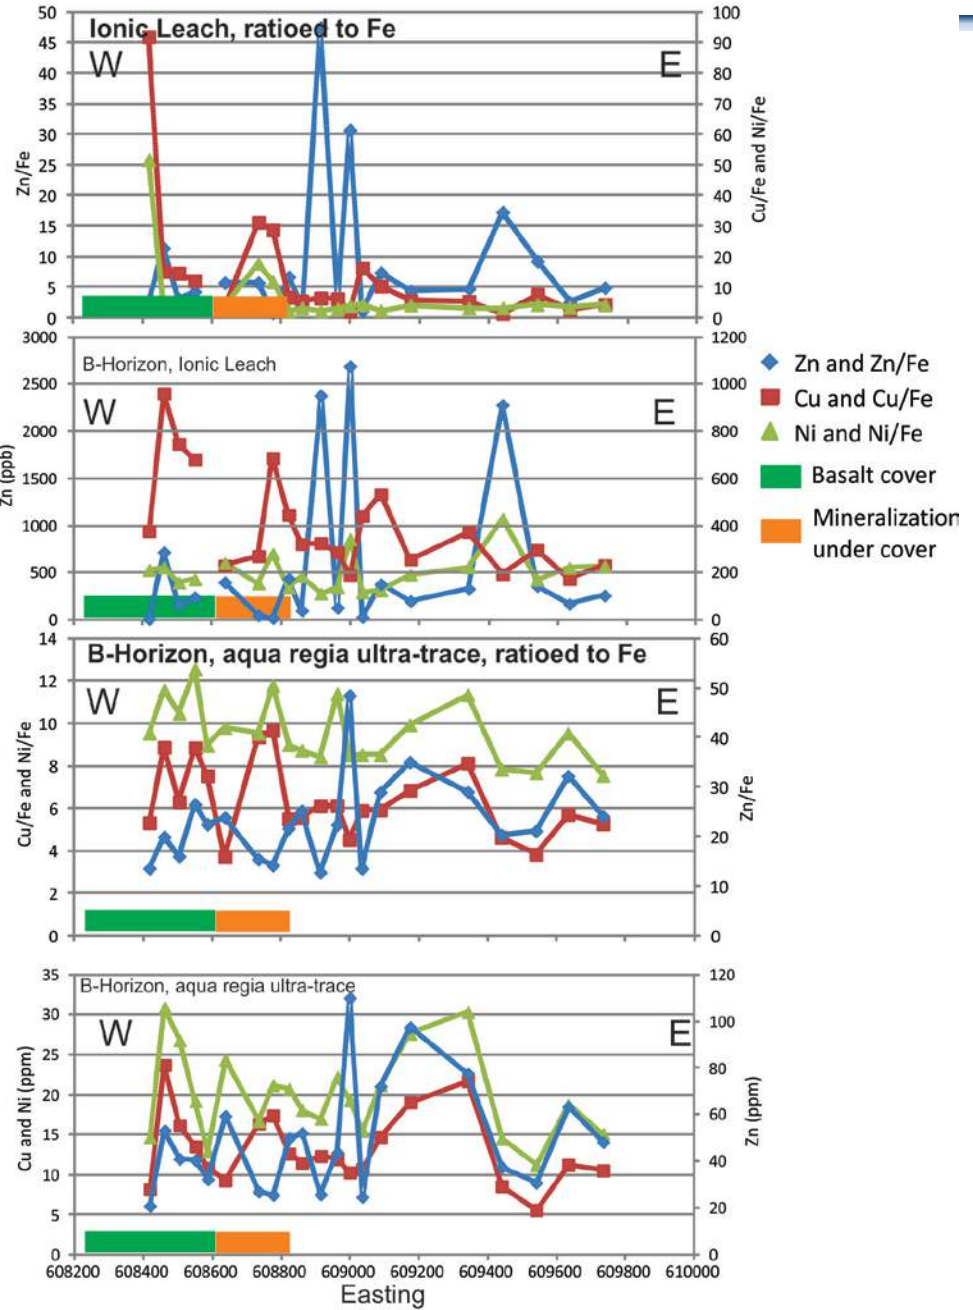 Ionic Leach, ratioed to Fe
W
E
50
45
40
35
30
25
20
15
10
5
0
Zn/Fe
100
90
80
70
60
50
40
30
20
10
0
Cu/Fe and Ni/Fe
B-Horizon, Ionic Leach
W
E
3000
2500
2000
1500
1000
500
0
Zn (ppb)
1200
1000
800
600
400
200
0
Zn and Zn/Fe
Cu and Cu/Fe
Ni and Ni/Fe
Basalt cover
Mineralization
under cover
B-Horizon, aqua regia ultra-trace, ratioed to Fe
W
E
14
12
10
8
6
4
2
0
Cu/Fe and Ni/Fe
60
50
40
30
20
10
0
Zn/Fe
B-Horizon, aqua regia ultra-trace
W
E
35
30
25
20
15
10
5
0
Cu and Ni (ppm)
120
100
80
60
40
20
0
Zn (ppm)
608200 608400 608600 608800 609000 609200 609400 609600 609800 610000
Easting